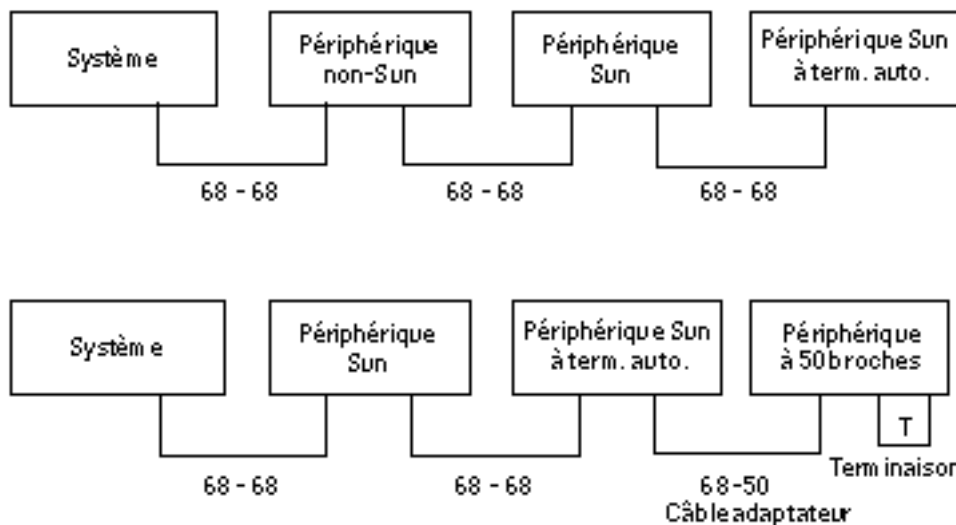 Système
Périphérique
non-Sun
Périphérique
Sun
Périphérique Sun
à term. auto.
68 - 68
68 - 68
68 - 68
Système
Périphérique
Sun
Périphérique Sun
à term. auto.
Périphérique
à 50 broches
T
Terminaison
68 - 68
68 - 68
68-50
Câble adaptateur